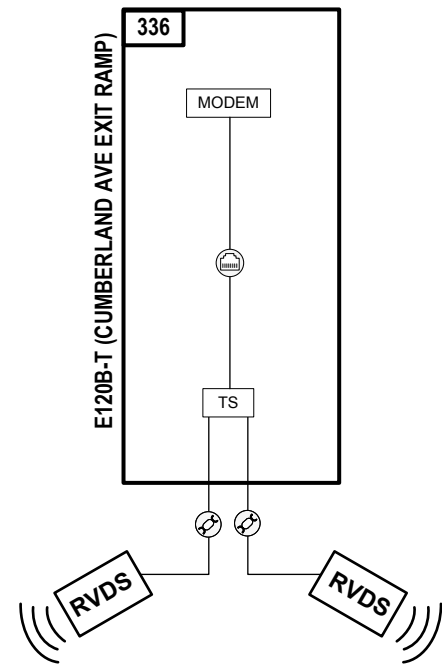 336
E120B-T (CUMBERLAND AVE EXIT RAMP)
MODEM
TS
RVDS
RVDS